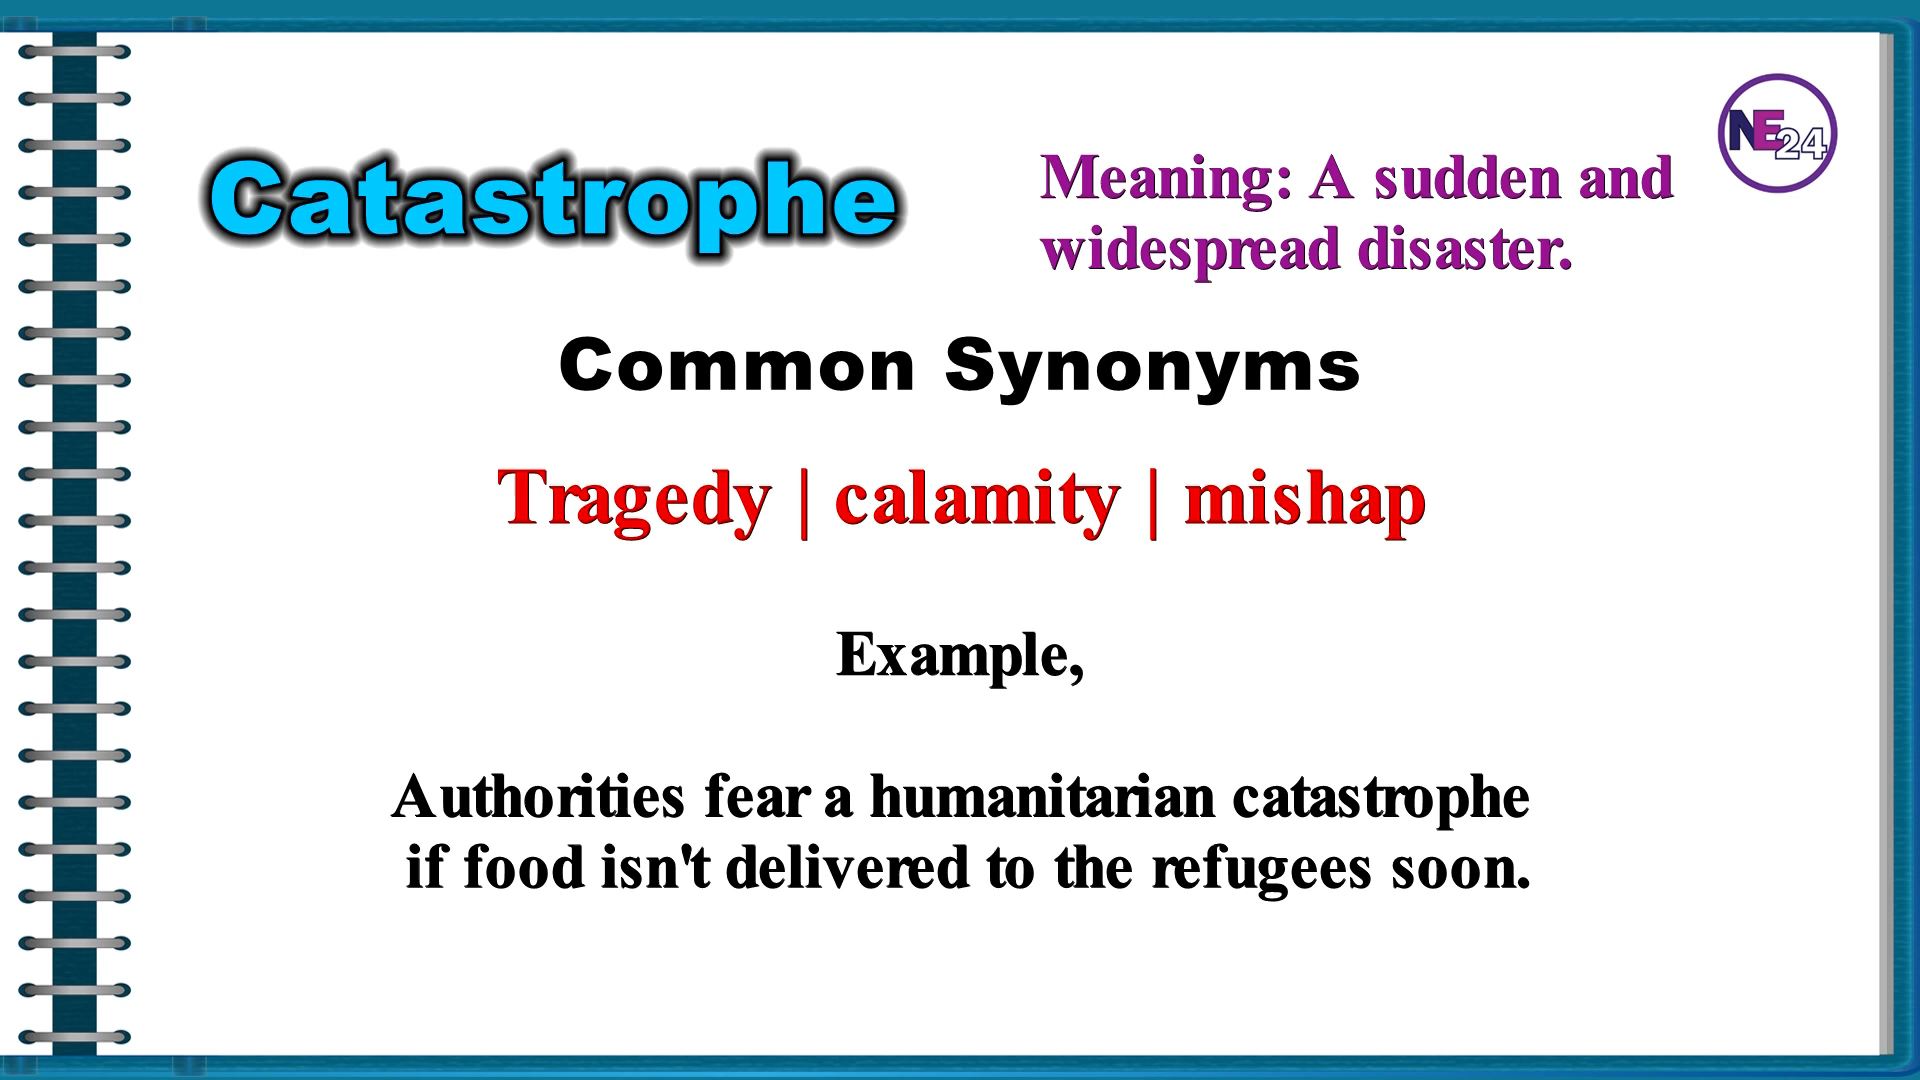 Catastrophe
Meaning: A sudden and
widespread disaster.
NE24
Common Synonyms
Tragedy | calamity | mishap
Example,
Authorities fear a humanitarian catastrophe
if food isn't delivered to the refugees soon.